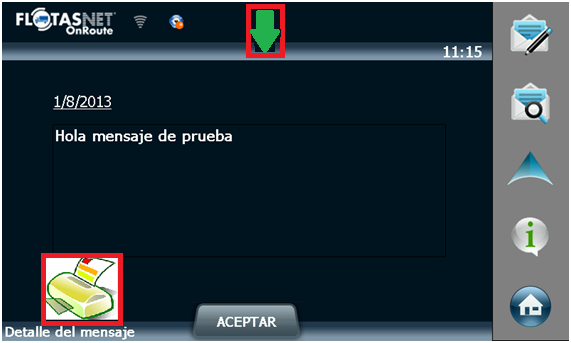 FLOTASNET
OnRoute
11:15
1/8/2013
Hola mensaje de prueba
ACEPTAR
Detalle del mensaje